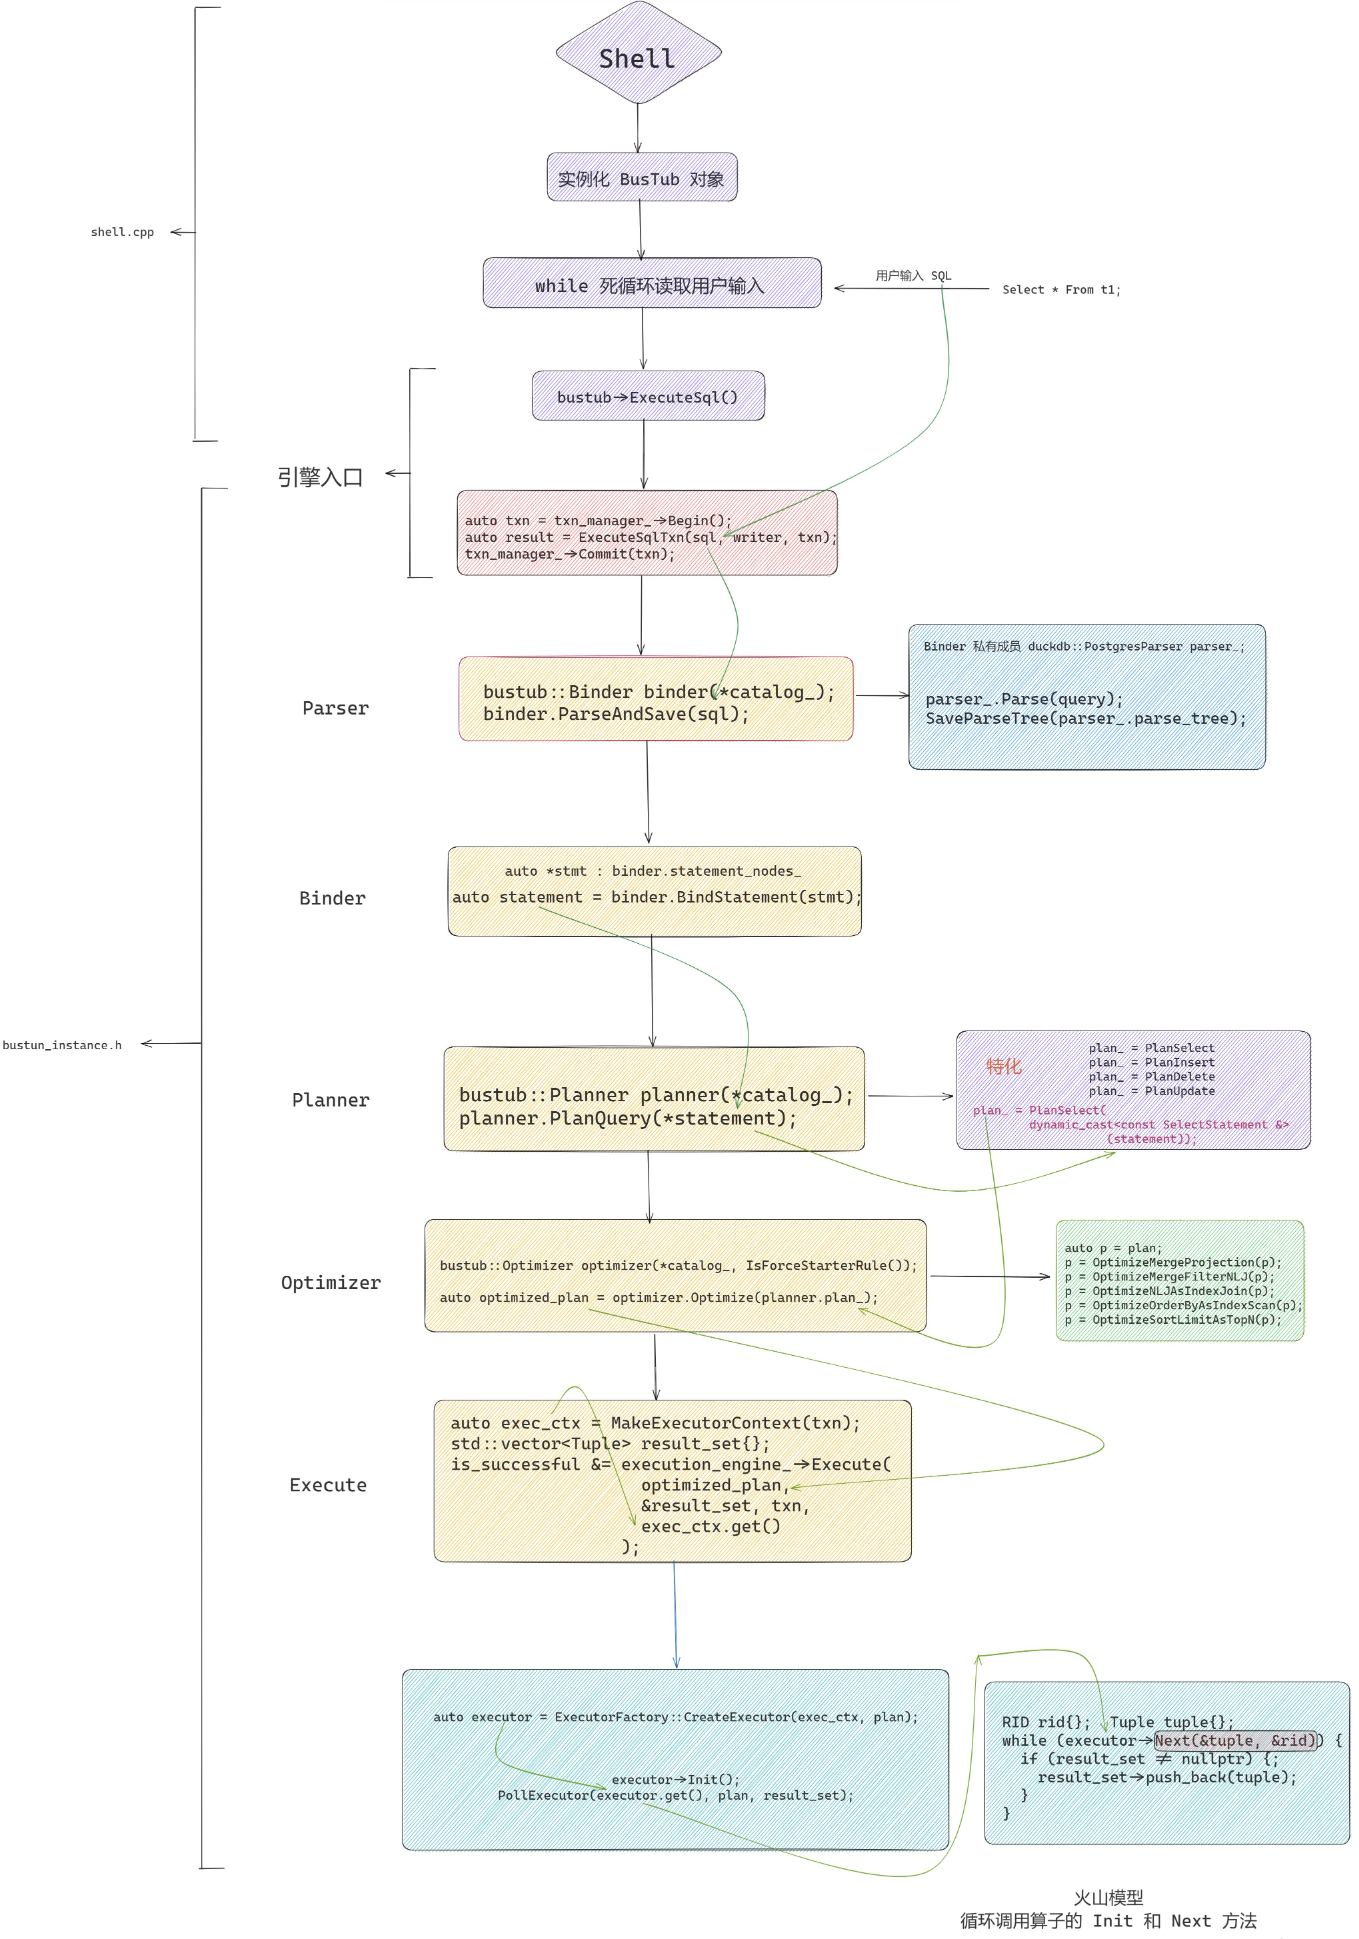 Shell
实例化 BusTub 对象
shell.cpp
while 死循环读取用户输入
用户输入 SQL
Select * From t1;
bustub->ExecuteSql()
引擎入口
auto txn = txn_manager_->Begin();
auto result = ExecuteSqlTxn(sql, writer, txn);
txn_manager_->Commit(txn);
Parser
bustub::Binder binder(*catalog_);
binder.ParseAndSave(sql);
Binder 私有成员 duckdb::PostgresParser parser_;
parser_.Parse(query);
SaveParseTree(parser_.parse_tree);
Binder
auto *stmt : binder.statement_nodes_
auto statement = binder.BindStatement(stmt);
bustun_instance.h
Planner
bustub::Planner planner(*catalog_);
planner.PlanQuery(*statement);
特化
plan_ = PlanSelect
plan_ = PlanInsert
plan_ = PlanDelete
plan_ = PlanUpdate
plan_ = PlanSelect(
dynamic_cast<const SelectStatement &>
(statement));
Optimizer
bustub::Optimizer optimizer(*catalog_, IsForceStarterRule());
auto optimized_plan = optimizer.Optimize(planner.plan_);
auto p = plan;
p = OptimizeMergeProjection(p);
p = OptimizeMergeFilterNLJ(p);
p = OptimizeNLJAsIndexJoin(p);
p = OptimizeOrderByAsIndexScan(p);
p = OptimizeSortLimitAsTopN(p);
Execute
auto exec_ctx = MakeExecutorContext(txn);
std::vector<Tuple> result_set{};
is_successful &= execution_engine_->Execute(
optimized_plan,
&result_set, txn,
exec_ctx.get()
);
auto executor = ExecutorFactory::CreateExecutor(exec_ctx, plan);
executor->Init();
PollExecutor(executor.get(), plan, result_set);
RID rid{}; Tuple tuple{};
while (executor->Next(&tuple, &rid)) {
if (result_set != nullptr) {;
result_set->push_back(tuple);
}
}
火山模型
循环调用算子的 Init 和 Next 方法